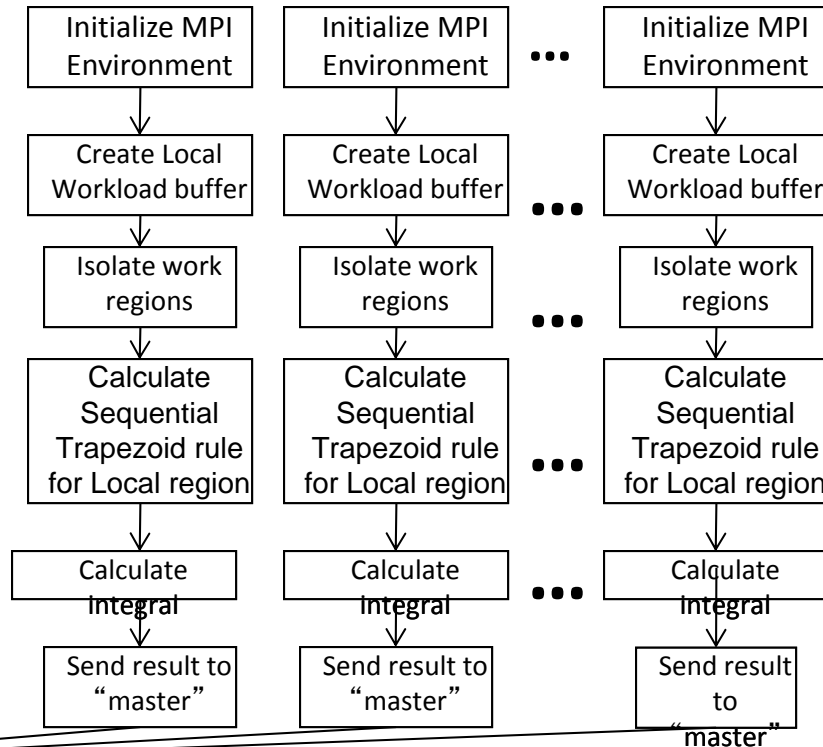 Initialize MPI
Environment
Initialize MPI
Environment
...
Initialize MPI
Environment
Create Local
Workload buffer
Create Local
Workload buffer
...
Create Local
Workload buffer
Isolate work
regions
Isolate work
regions
...
Isolate work
regions
Calculate
Sequential
Trapezoid rule
for Local region
Calculate
Sequential
Trapezoid rule
for Local region
...
Calculate
Sequential
Trapezoid rule
for Local region
Calculate
integral
Calculate
integral
...
Calculate
integral
Send result to
“master”
Send result to
“master”
Send result
to
“master”